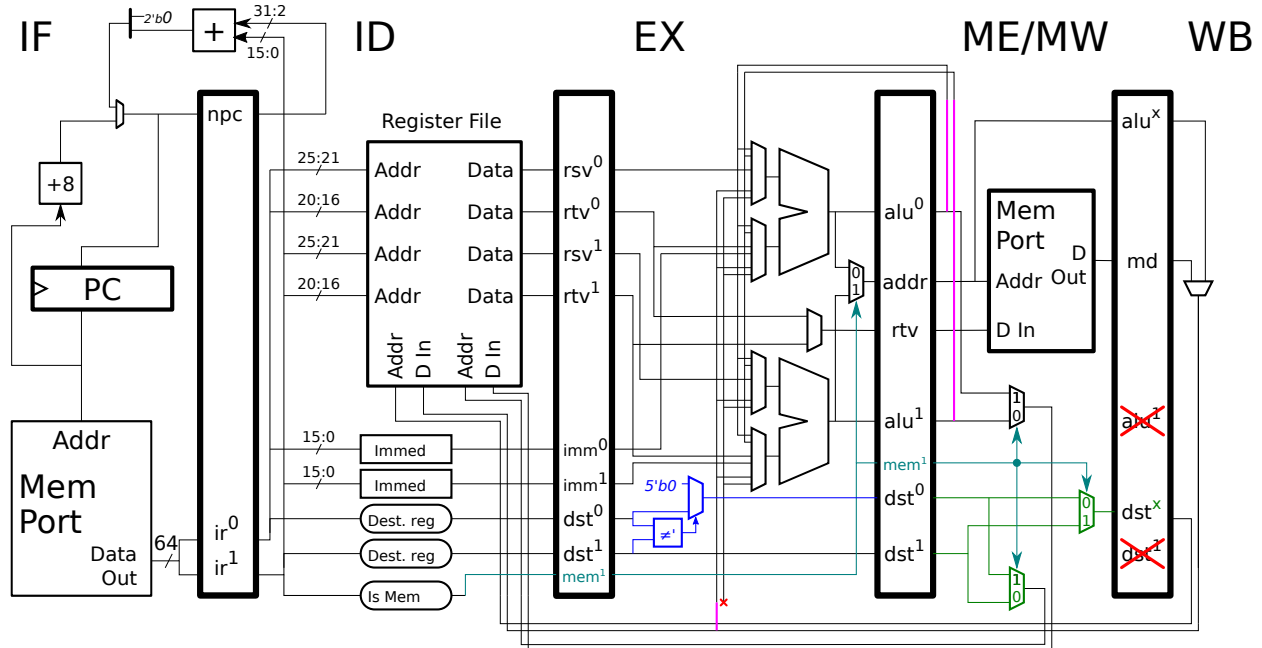 IF
ID
EX
ME/MW
WB
2'b0
+
31:2
15:0
npc
+8
PC
Addr
Mem
Port
Data
Out
64
ir⁰
ir¹
Register File
25:21
Addr
Data
20:16
Addr
Data
25:21
Addr
Data
20:16
Addr
Data
Addr
D In
Addr
D In
15:0
Immed
15:0
Immed
Dest. reg
Dest. reg
Is Mem
rsv⁰
rtv⁰
rsv¹
rtv¹
imm⁰
imm¹
dst⁰
dst¹
mem¹
5'b0
≠'
0
1
alu⁰
addr
rtv
alu¹
mem¹
dst⁰
dst¹
Mem
Port
D
Out
Addr
D In
1
0
0
1
1
0
aluˣ
md
alu¹
dstˣ
dst¹